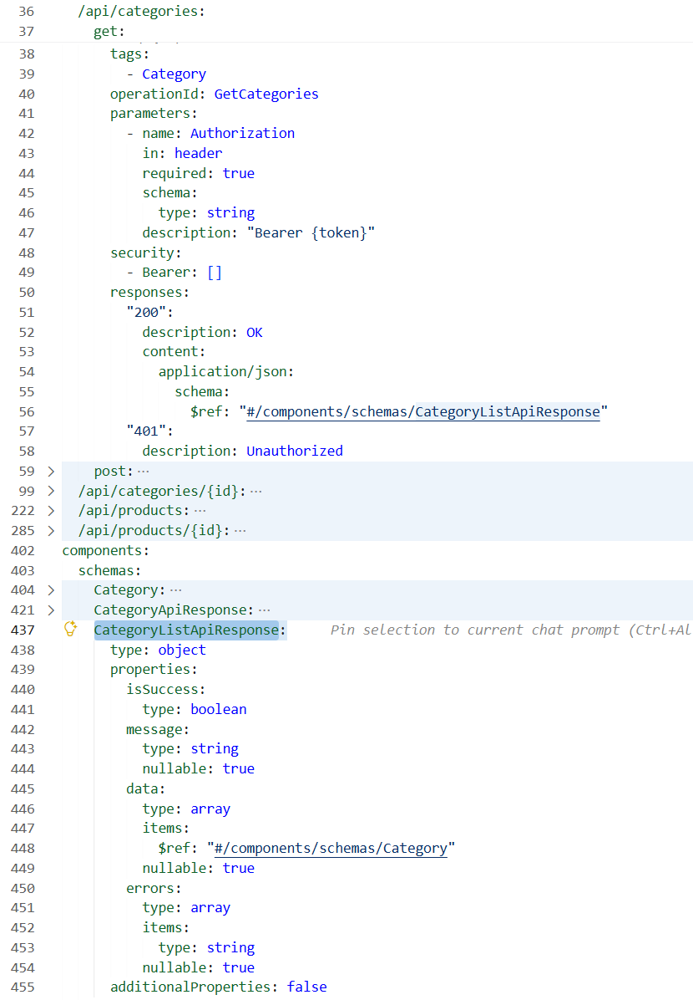 36 /api/categories:
37 get:
38 tags:
39 - Category
40 operationId: GetCategories
41 parameters:
42 - name: Authorization
43 in: header
44 required: true
45 schema:
46 type: string
47 description: "Bearer {token}"
48 security:
49 - Bearer: []
50 responses:
51 "200":
52 description: OK
53 content:
54 application/json:
55 schema:
56 $ref: "#/components/schemas/CategoryListApiResponse"
57 "401":
58 description: Unauthorized
59 > post: ···
99 > /api/categories/{id}: ···
222 > /api/products: ···
285 > /api/products/{id}: ···
402 components:
403 schemas:
404 > Category: ···
421 > CategoryApiResponse: ···
437 CategoryListApiResponse: Pin selection to current chat prompt (Ctrl+Al
438 type: object
439 properties:
440 isSuccess:
441 type: boolean
442 message:
443 type: string
444 nullable: true
445 data:
446 type: array
447 items:
448 $ref: "#/components/schemas/Category"
449 nullable: true
450 errors:
451 type: array
452 items:
453 type: string
454 nullable: true
455 additionalProperties: false